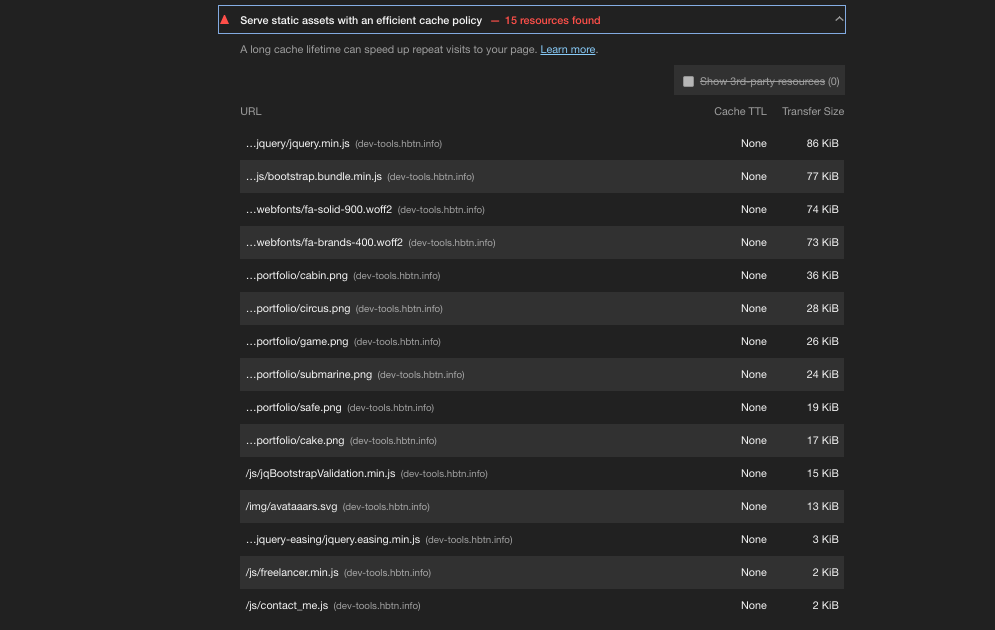 Serve static assets with an efficient cache policy — 15 resources found
A long cache lifetime can speed up repeat visits to your page. Learn more.
Show 3rd-party resources (0)
URL Cache TTL Transfer Size
…jquery/jquery.min.js (dev-tools.hbtn.info) None 86 KiB
…js/bootstrap.bundle.min.js (dev-tools.hbtn.info) None 77 KiB
…webfonts/fa-solid-900.woff2 (dev-tools.hbtn.info) None 74 KiB
…webfonts/fa-brands-400.woff2 (dev-tools.hbtn.info) None 73 KiB
…portfolio/cabin.png (dev-tools.hbtn.info) None 36 KiB
…portfolio/circus.png (dev-tools.hbtn.info) None 28 KiB
…portfolio/game.png (dev-tools.hbtn.info) None 26 KiB
…portfolio/submarine.png (dev-tools.hbtn.info) None 24 KiB
…portfolio/safe.png (dev-tools.hbtn.info) None 19 KiB
…portfolio/cake.png (dev-tools.hbtn.info) None 17 KiB
/js/jqBootstrapValidation.min.js (dev-tools.hbtn.info) None 15 KiB
/img/avataaars.svg (dev-tools.hbtn.info) None 13 KiB
…jquery-easing/jquery.easing.min.js (dev-tools.hbtn.info) None 3 KiB
/js/freelancer.min.js (dev-tools.hbtn.info) None 2 KiB
/js/contact_me.js (dev-tools.hbtn.info) None 2 KiB